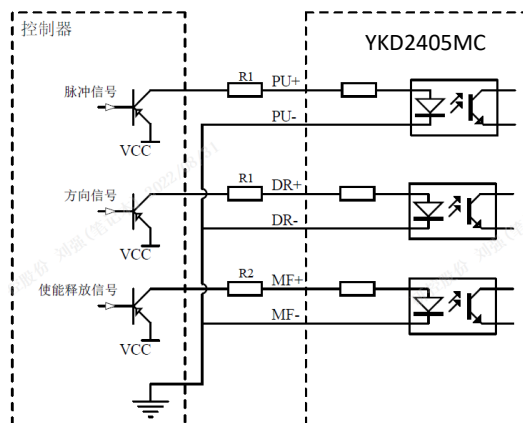 控制器
YKD2405MC
R1
PU+
脉冲信号
PU-
VCC
R1
DR+
方向信号
DR-
VCC
R2
MF+
使能释放信号
MF-
VCC